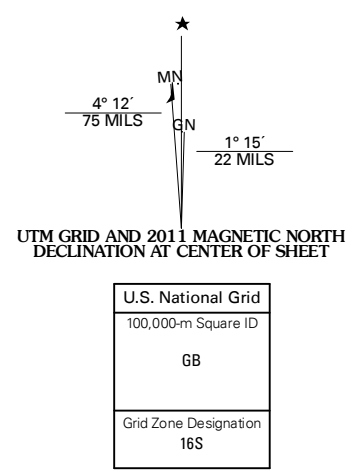 ★
MN
4° 12´
75 MILS
GN
1° 15´
22 MILS
UTM GRID AND 2011 MAGNETIC NORTH
DECLINATION AT CENTER OF SHEET
U.S. National Grid
100,000-m Square ID
GB
Grid Zone Designation
16S